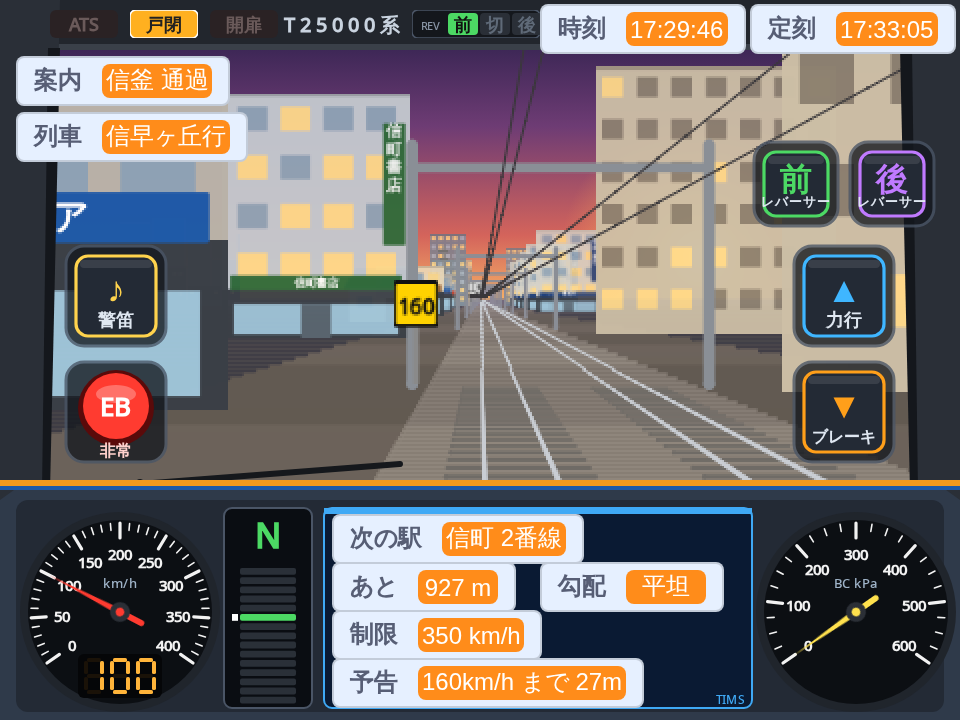 ATS 戸閉 開扉 T25000系 REV 前 切 後
時刻 17:29:46
定刻 17:33:05
案内 信釜 通過
列車 信早ヶ丘行
信町書店
ア
信町書店
160
前
レバーサー
後
レバーサー
♪
警笛
▲
力行
EB
非常
▼
ブレーキ
0 50 100 150 200 250 300 350 400
km/h
100
N
次の駅 信町 2番線
あと 927 m
勾配 平坦
制限 350 km/h
予告 160km/h まで 27m
TIMS
0 100 200 300 400 500 600
BC kPa